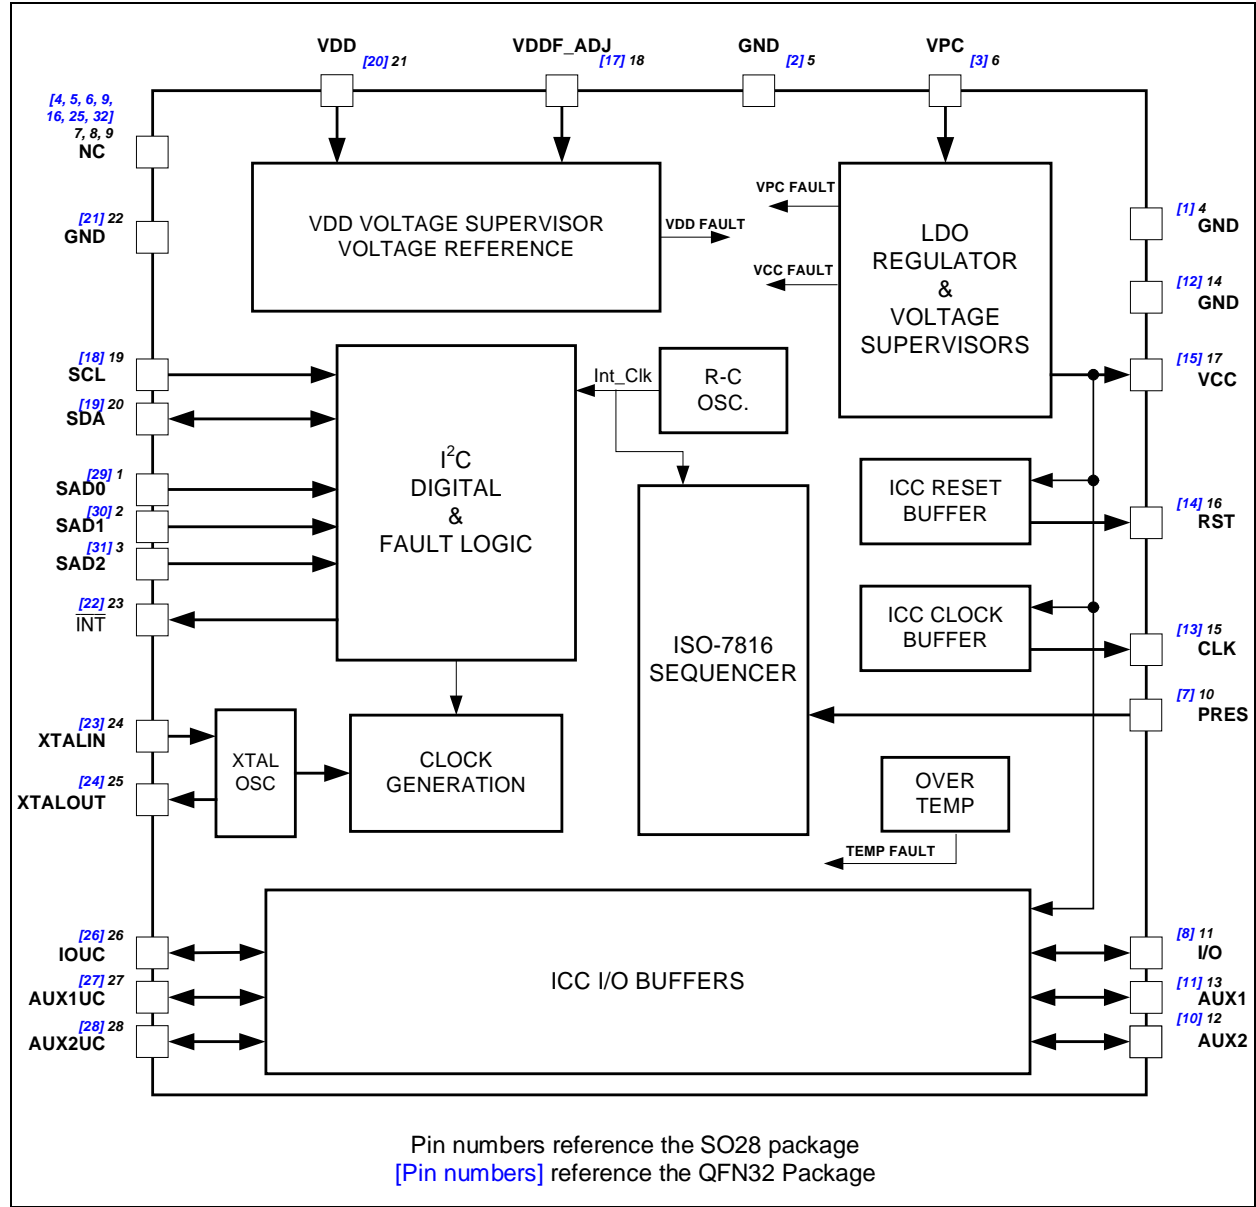 VDD
[20] 21
VDDF_ADJ
[17] 18
GND
[2] 5
VPC
[3] 6
[4, 5, 6, 9,
16, 25, 32]
7, 8, 9
NC
[21] 22
GND
VDD VOLTAGE SUPERVISOR
VOLTAGE REFERENCE
VDD FAULT
VPC FAULT
VCC FAULT
LDO
REGULATOR
&
VOLTAGE
SUPERVISORS
[1] 4
GND
[12] 14
GND
[15] 17
VCC
[18] 19
SCL
[19] 20
SDA
[29] 1
SAD0
[30] 2
SAD1
[31] 3
SAD2
[22] 23
INT
I2C
DIGITAL
&
FAULT LOGIC
Int_Clk
R-C
OSC.
ICC RESET
BUFFER
[14] 16
RST
ICC CLOCK
BUFFER
[13] 15
CLK
ISO-7816
SEQUENCER
[7] 10
PRES
[23] 24
XTALIN
[24] 25
XTALOUT
XTAL
OSC
CLOCK
GENERATION
OVER
TEMP
TEMP FAULT
[26] 26
IOUC
[27] 27
AUX1UC
[28] 28
AUX2UC
ICC I/O BUFFERS
[8] 11
I/O
[11] 13
AUX1
[10] 12
AUX2
Pin numbers reference the SO28 package
[Pin numbers] reference the QFN32 Package